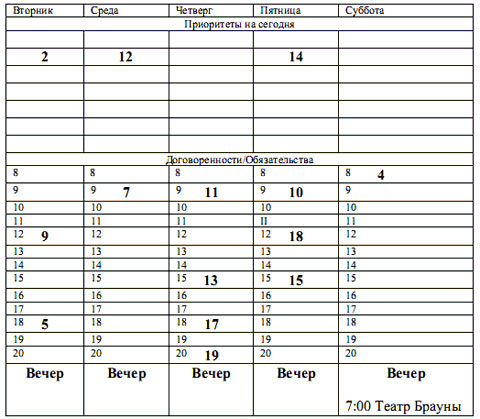 Вторник Среда Четверг Пятница Суббота
Приоритеты на сегодня
2 12 14
Договоренности/Обязательства
8 8 8 8 8 4
9 9 7 9 11 9 10 9
10 10 10 10 10
11 11 11 II 11
12 9 12 12 12 18 12
13 13 13 13 13
14 14 14 14 14
15 15 15 13 15 15 15
16 16 16 16 16
17 17 17 17 17
18 5 18 18 17 18 18
19 19 19 19 19
20 20 20 19 20 20
Вечер Вечер Вечер Вечер Вечер
7:00 Театр Брауны